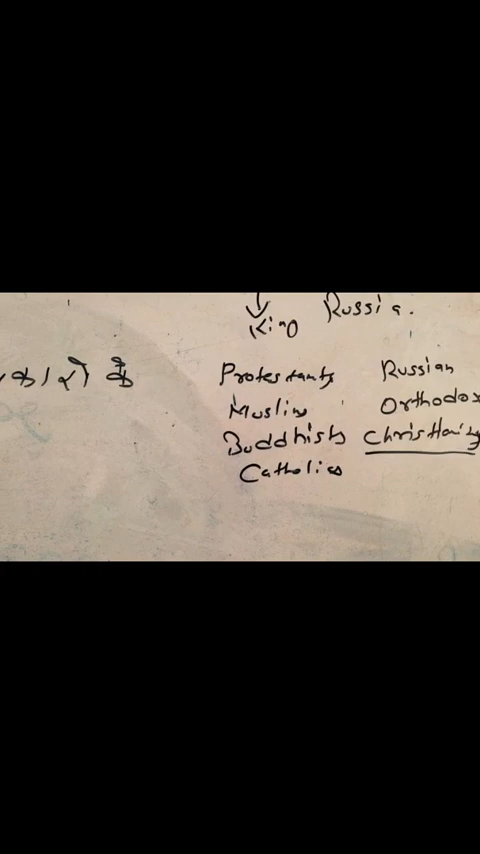 King Russia.
Protestants Russian
Muslim Orthodox
Buddhists Christianity
Catholics